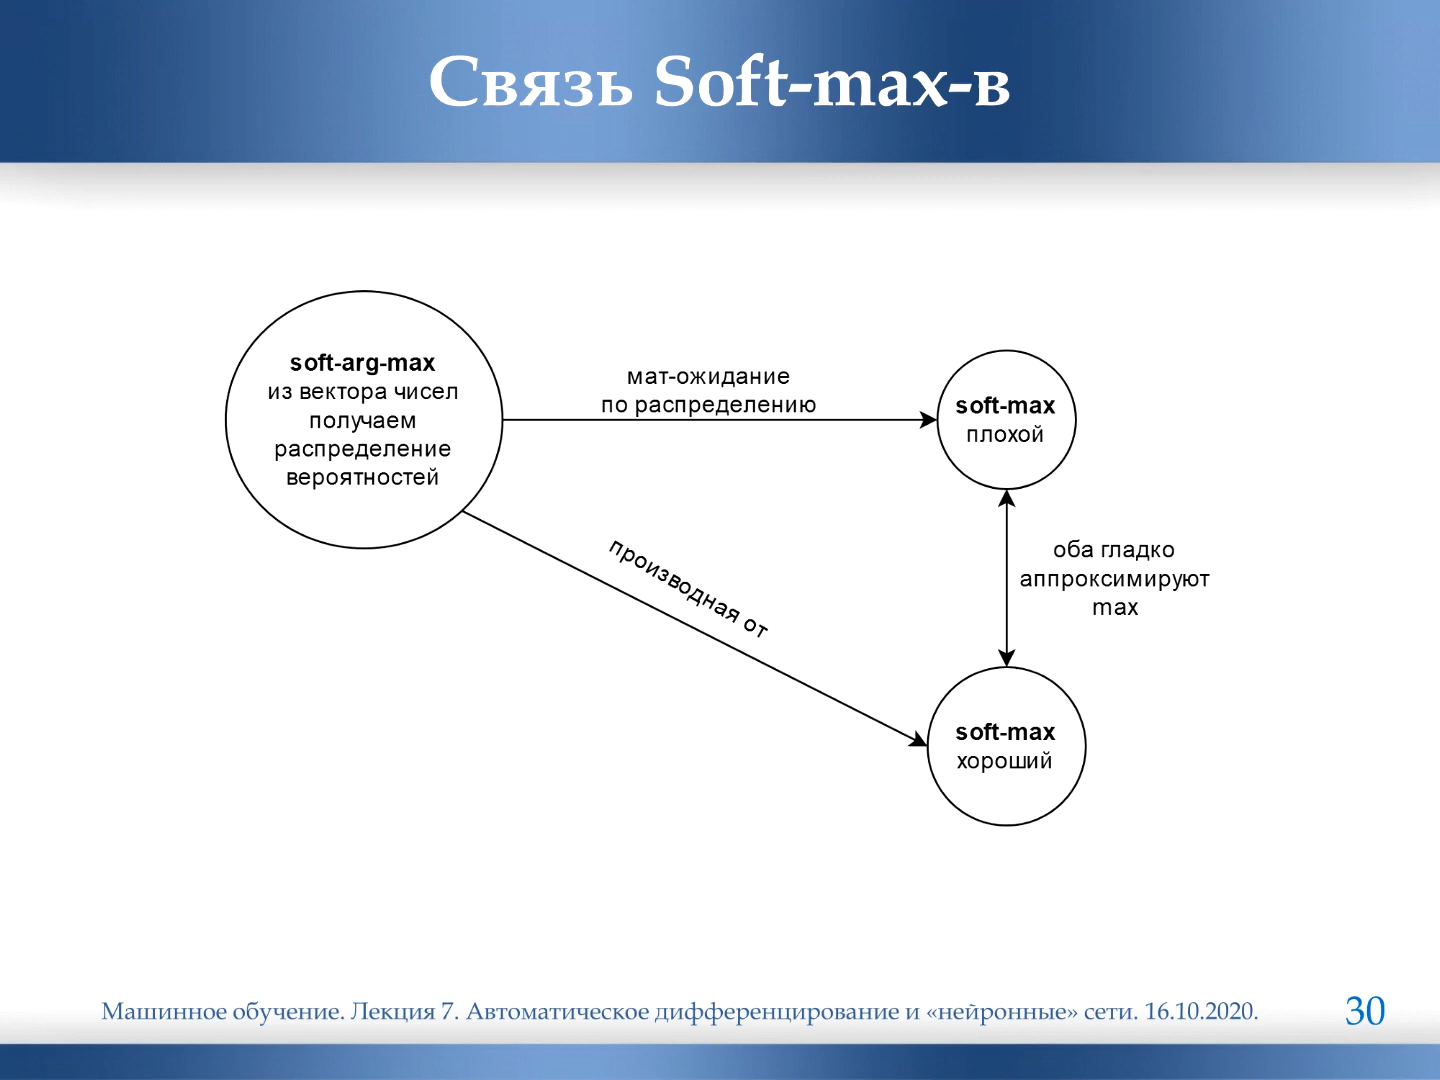 Связь Soft-max-в
soft-arg-max
из вектора чисел
получаем
распределение
вероятностей
мат-ожидание
по распределению
soft-max
плохой
производная от
оба гладко
аппроксимируют
max
soft-max
хороший
Машинное обучение. Лекция 7. Автоматическое дифференцирование и «нейронные» сети. 16.10.2020.
30